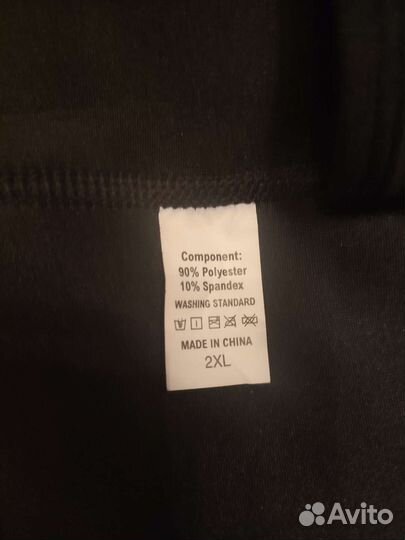 Component:
90% Polyester
10% Spandex
WASHING STANDARD
MADE IN CHINA
2XL
Avito